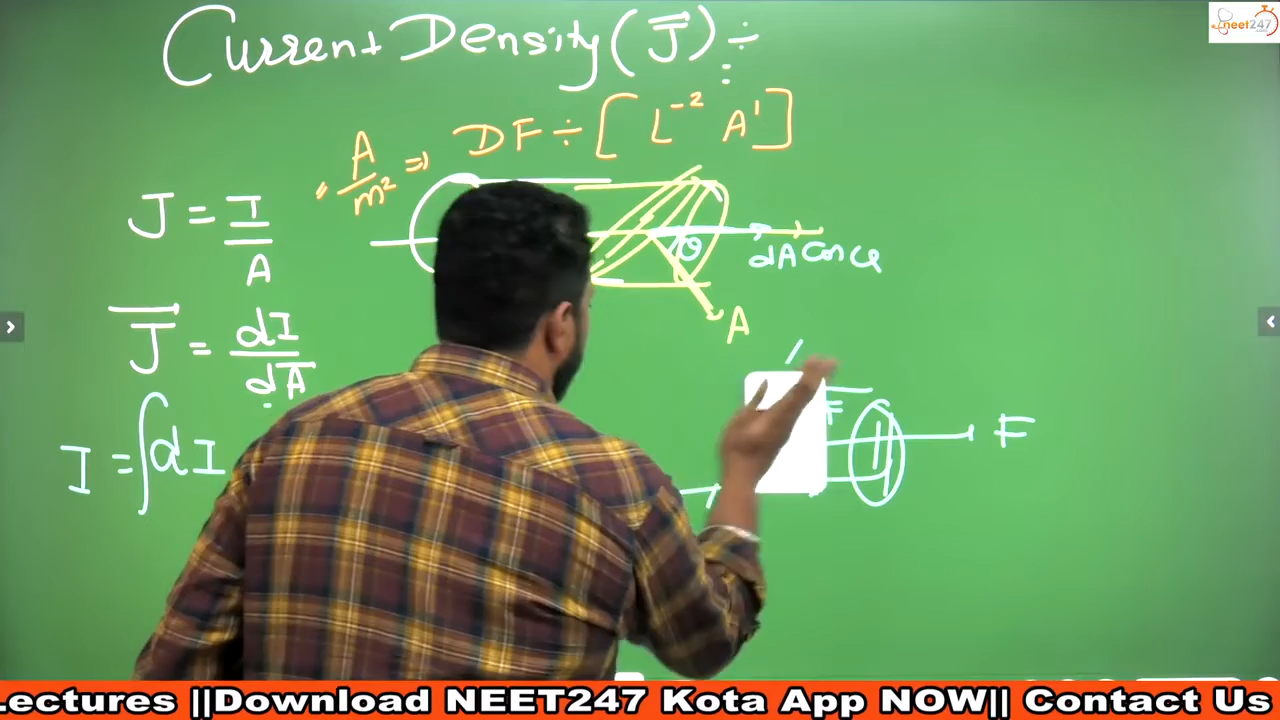 Current Density (J) ÷
= A/m² => DF ÷ [L⁻² A¹]
J = I/A
θ
dA cos θ
A
J = dI/dA
I = ∫dI
F
F
neet247
.com
Lectures ||Download NEET247 Kota App NOW|| Contact Us